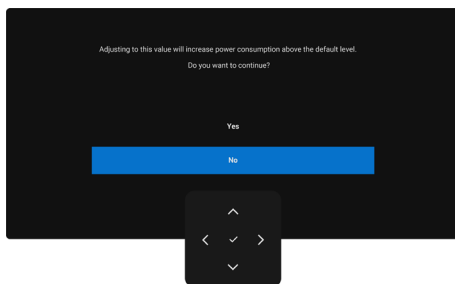 Adjusting to this value will increase power consumption above the default level.
Do you want to continue?
Yes
No